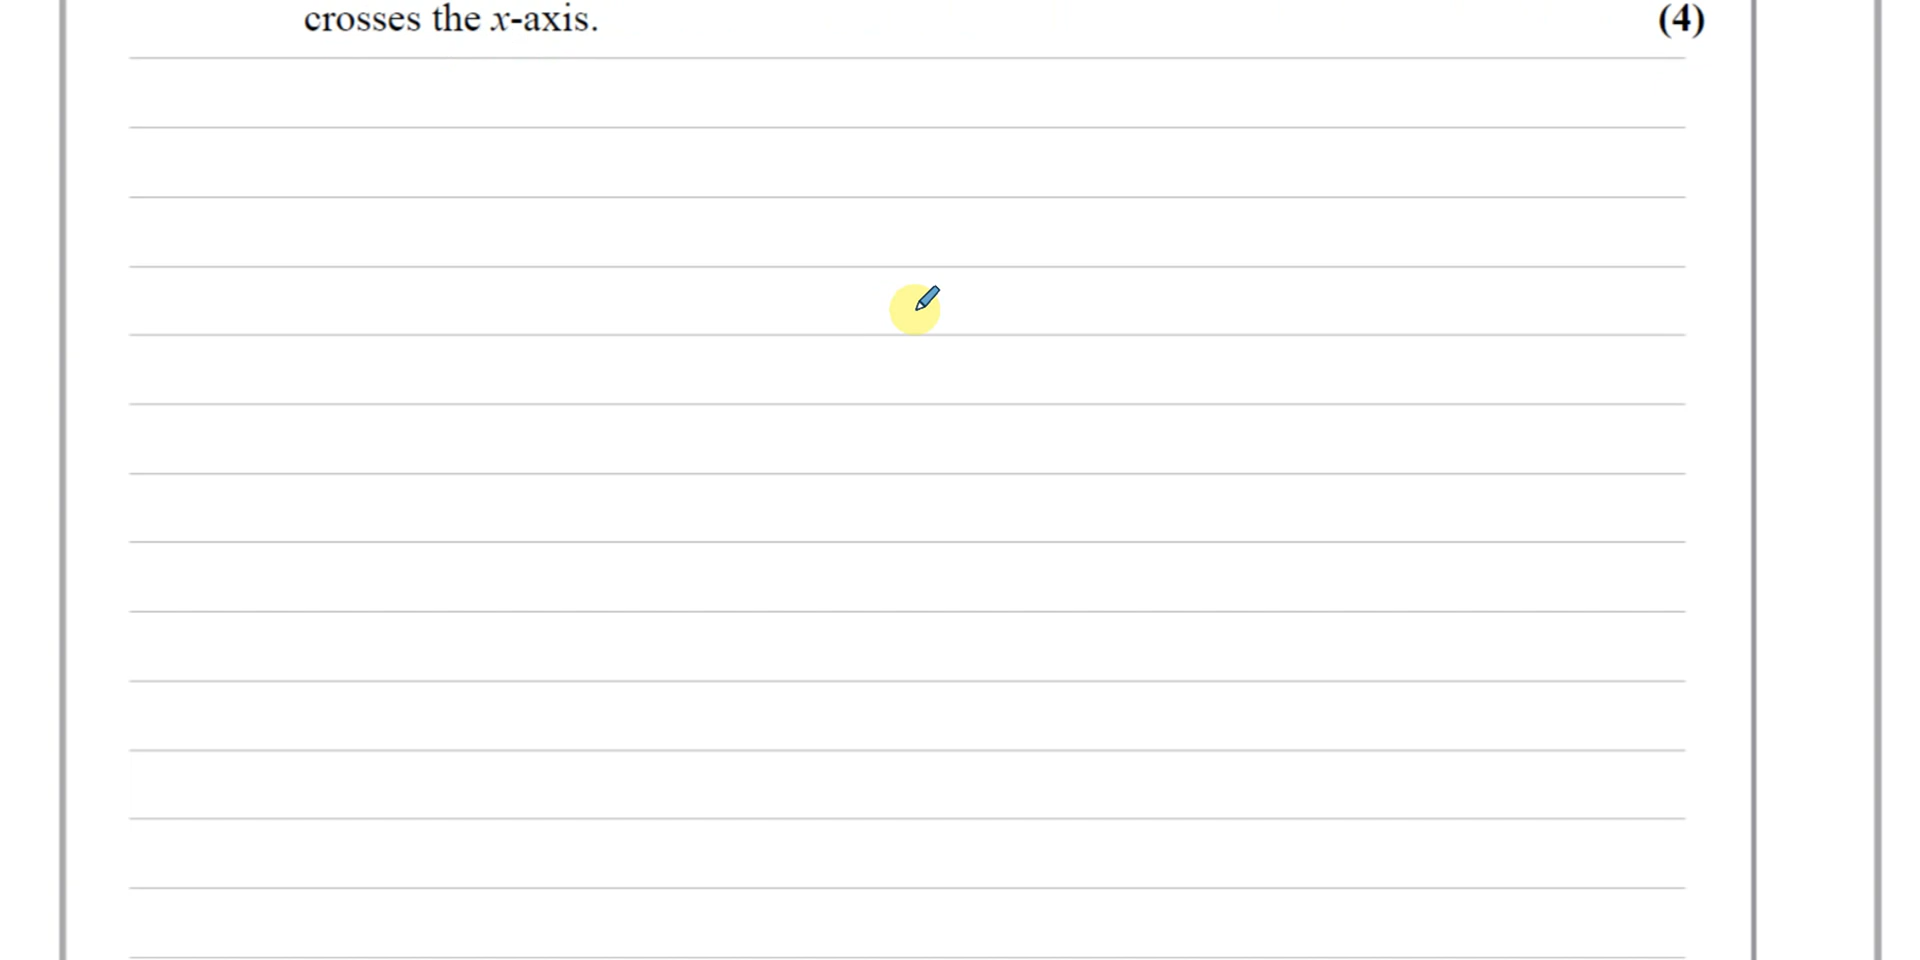 crosses the x-axis.
(4)